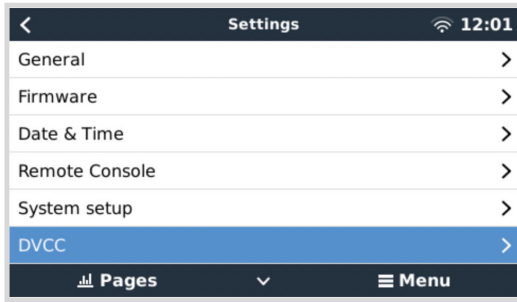 Settings 12:01
General
Firmware
Date & Time
Remote Console
System setup
DVCC
Pages Menu